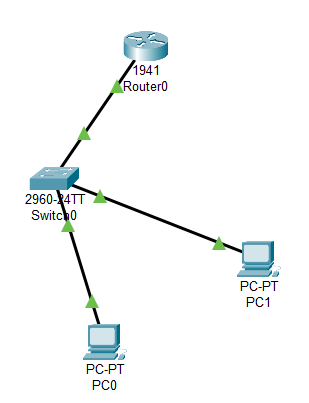 1941
Router0
2960-24TT
Switch0
PC-PT
PC1
PC-PT
PC0